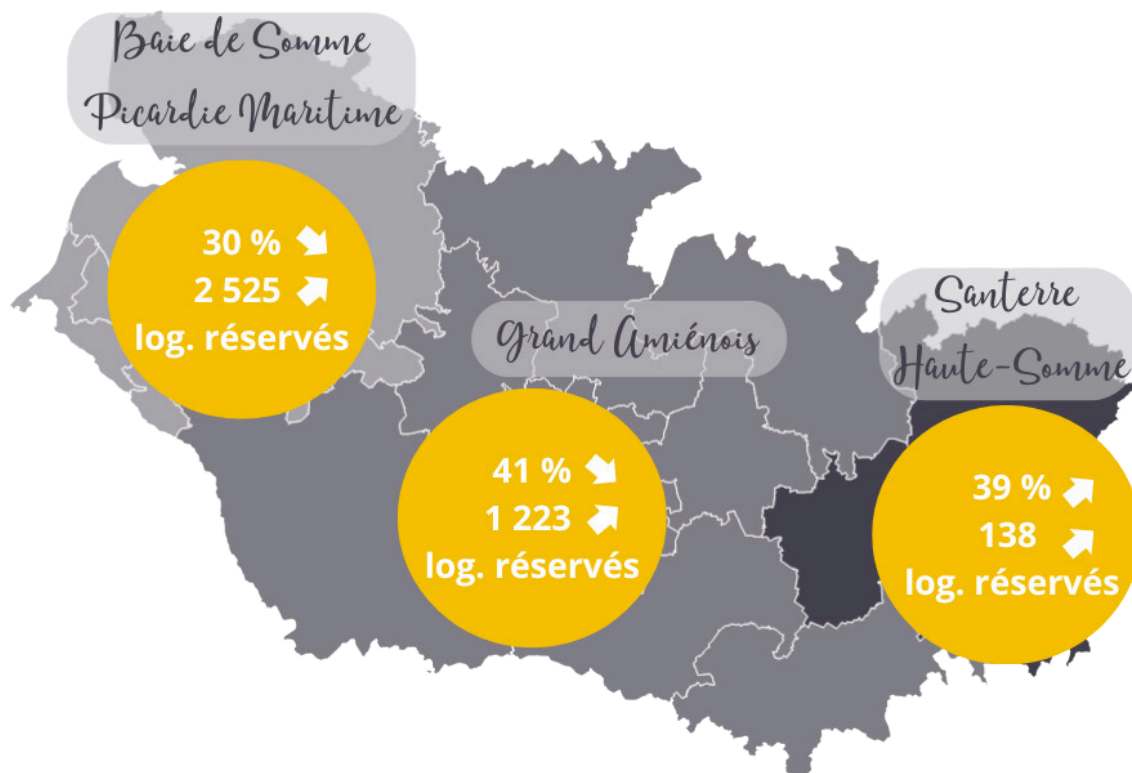 Baie de Somme
Picardie Maritime
30 %
2 525
log. réservés
Grand Amiénois
41 %
1 223
log. réservés
Santerre
Haute-Somme
39 %
138
log. réservés